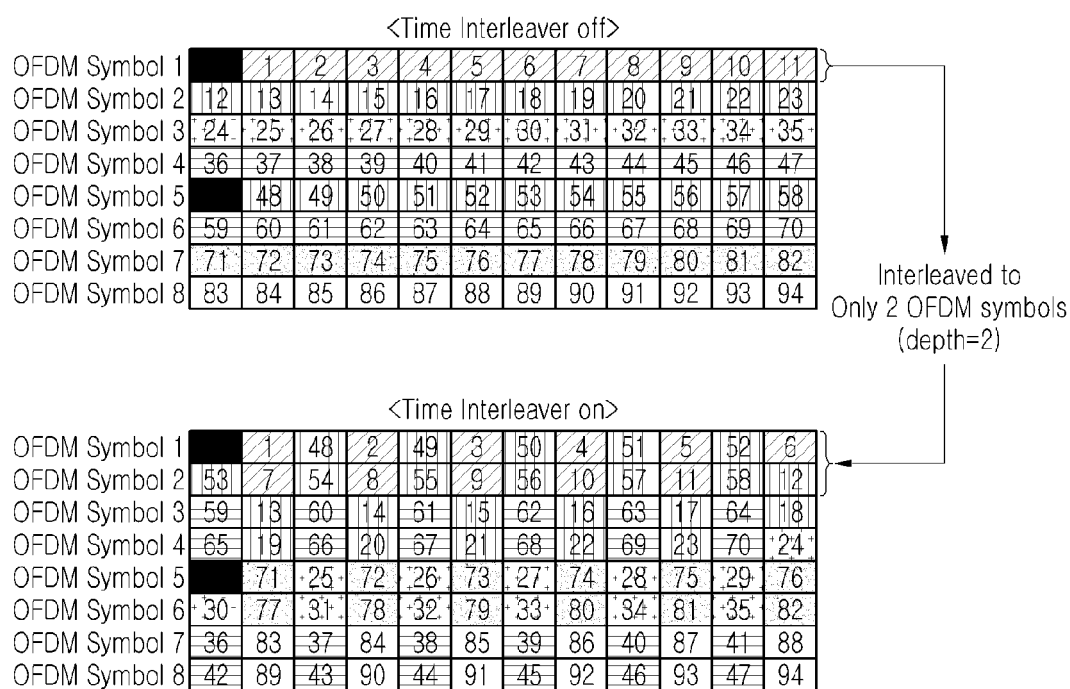 <Time Interleaver off>
OFDM Symbol 1 1 2 3 4 5 6 7 8 9 10 11
OFDM Symbol 2 12 13 14 15 16 17 18 19 20 21 22 23
OFDM Symbol 3 24 25 26 27 28 29 30 31 32 33 34 35
OFDM Symbol 4 36 37 38 39 40 41 42 43 44 45 46 47
OFDM Symbol 5 48 49 50 51 52 53 54 55 56 57 58
OFDM Symbol 6 59 60 61 62 63 64 65 66 67 68 69 70
OFDM Symbol 7 71 72 73 74 75 76 77 78 79 80 81 82
OFDM Symbol 8 83 84 85 86 87 88 89 90 91 92 93 94
Interleaved to
Only 2 OFDM symbols
(depth=2)
<Time Interleaver on>
OFDM Symbol 1 1 48 2 49 3 50 4 51 5 52 6
OFDM Symbol 2 53 7 54 8 55 9 56 10 57 11 58 12
OFDM Symbol 3 59 13 60 14 61 15 62 16 63 17 64 18
OFDM Symbol 4 65 19 66 20 67 21 68 22 69 23 70 24
OFDM Symbol 5 71 25 72 26 73 27 74 28 75 29 76
OFDM Symbol 6 30 77 31 78 32 79 33 80 34 81 35 82
OFDM Symbol 7 36 83 37 84 38 85 39 86 40 87 41 88
OFDM Symbol 8 42 89 43 90 44 91 45 92 46 93 47 94